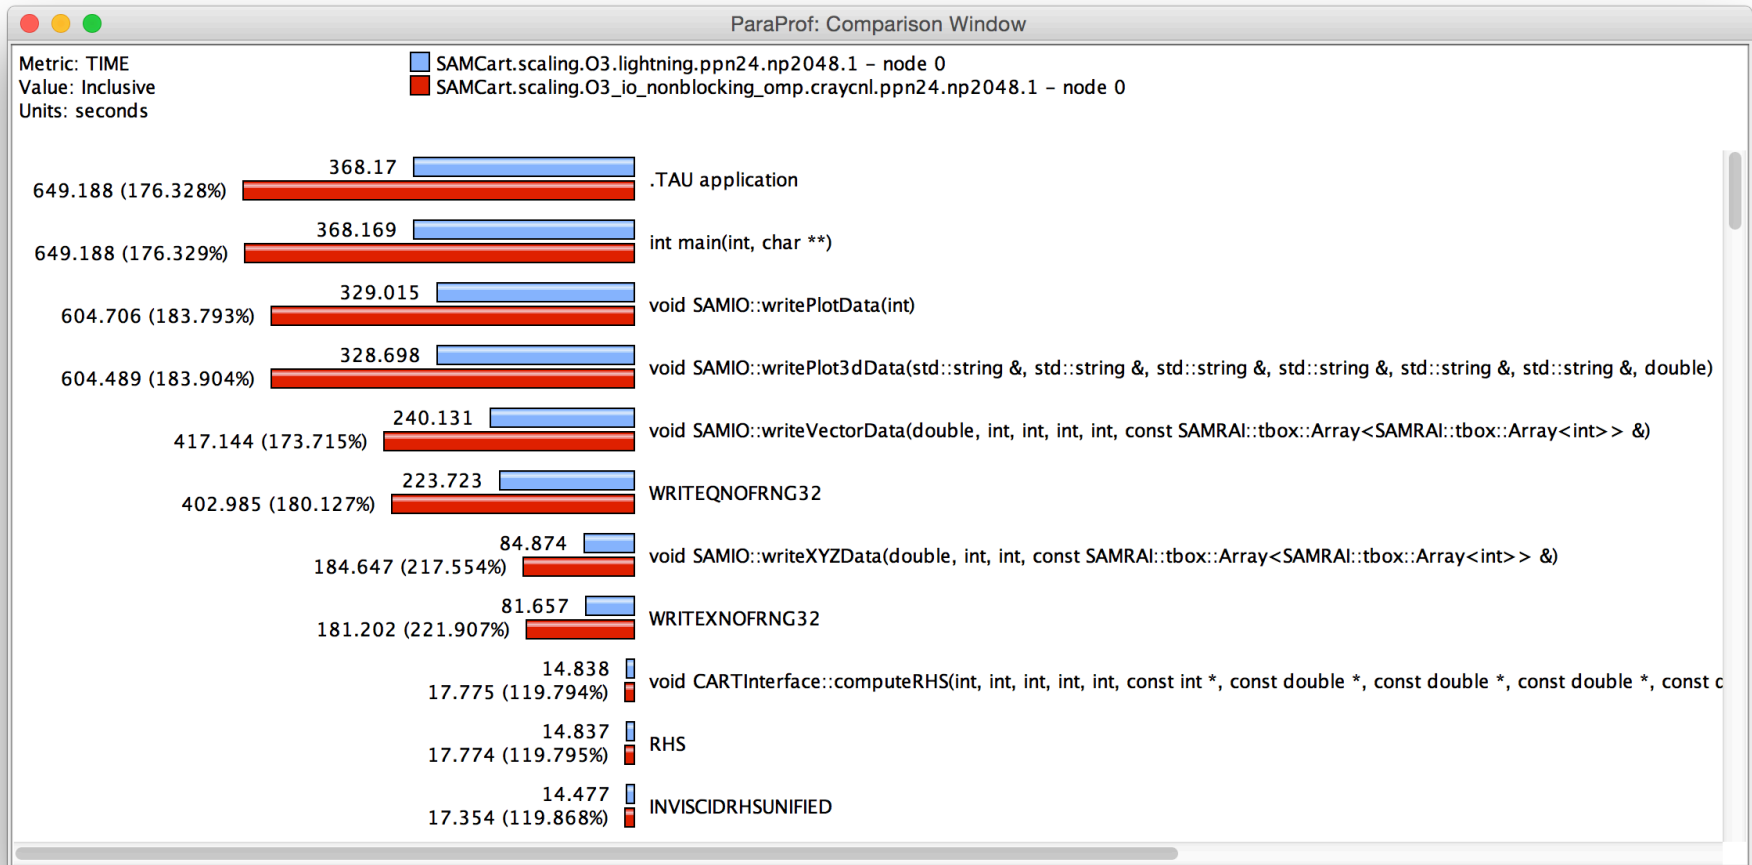 ParaProf: Comparison Window
Metric: TIME
Value: Inclusive
Units: seconds
SAMCart.scaling.O3.lightning.ppn24.np2048.1 – node 0
SAMCart.scaling.O3_io_nonblocking_omp.craycnl.ppn24.np2048.1 – node 0
368.17
649.188 (176.328%)
.TAU application
368.169
649.188 (176.329%)
int main(int, char **)
329.015
604.706 (183.793%)
void SAMIO::writePlotData(int)
328.698
604.489 (183.904%)
void SAMIO::writePlot3dData(std::string &, std::string &, std::string &, std::string &, std::string &, std::string &, double)
240.131
417.144 (173.715%)
void SAMIO::writeVectorData(double, int, int, int, int, const SAMRAI::tbox::Array<SAMRAI::tbox::Array<int>> &)
223.723
402.985 (180.127%)
WRITEQNOFRNG32
84.874
184.647 (217.554%)
void SAMIO::writeXYZData(double, int, int, const SAMRAI::tbox::Array<SAMRAI::tbox::Array<int>> &)
81.657
181.202 (221.907%)
WRITEXNOFRNG32
14.838
17.775 (119.794%)
void CARTInterface::computeRHS(int, int, int, int, int, const int *, const double *, const double *, const double *, const
14.837
17.774 (119.795%)
RHS
14.477
17.354 (119.868%)
INVISCIDRHSUNIFIED